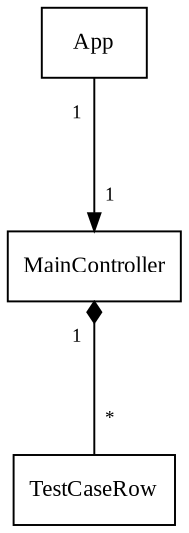 App
1
1
MainController
1
*
TestCaseRow